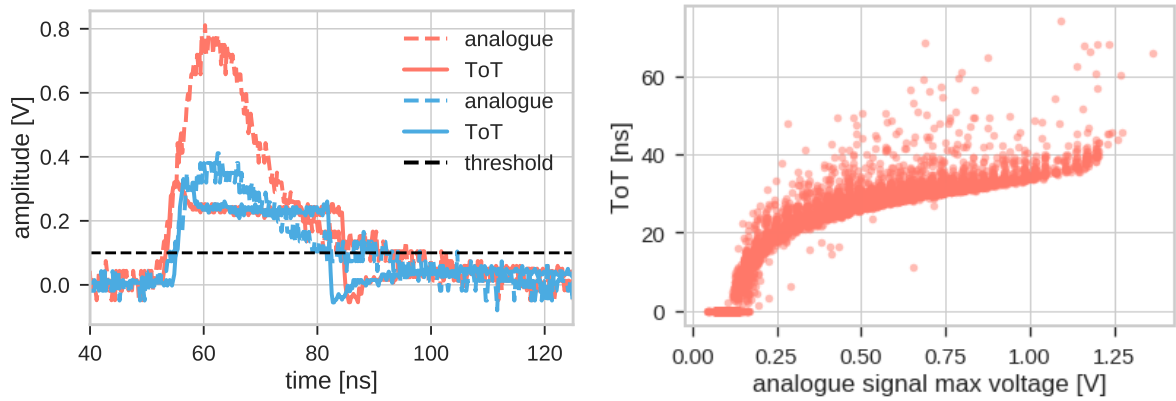 amplitude [V]
0.8
0.6
0.4
0.2
0.0
analogue
ToT
analogue
ToT
threshold
40 60 80 100 120
time [ns]
ToT [ns]
60
40
20
0
0.00 0.25 0.50 0.75 1.00 1.25
analogue signal max voltage [V]